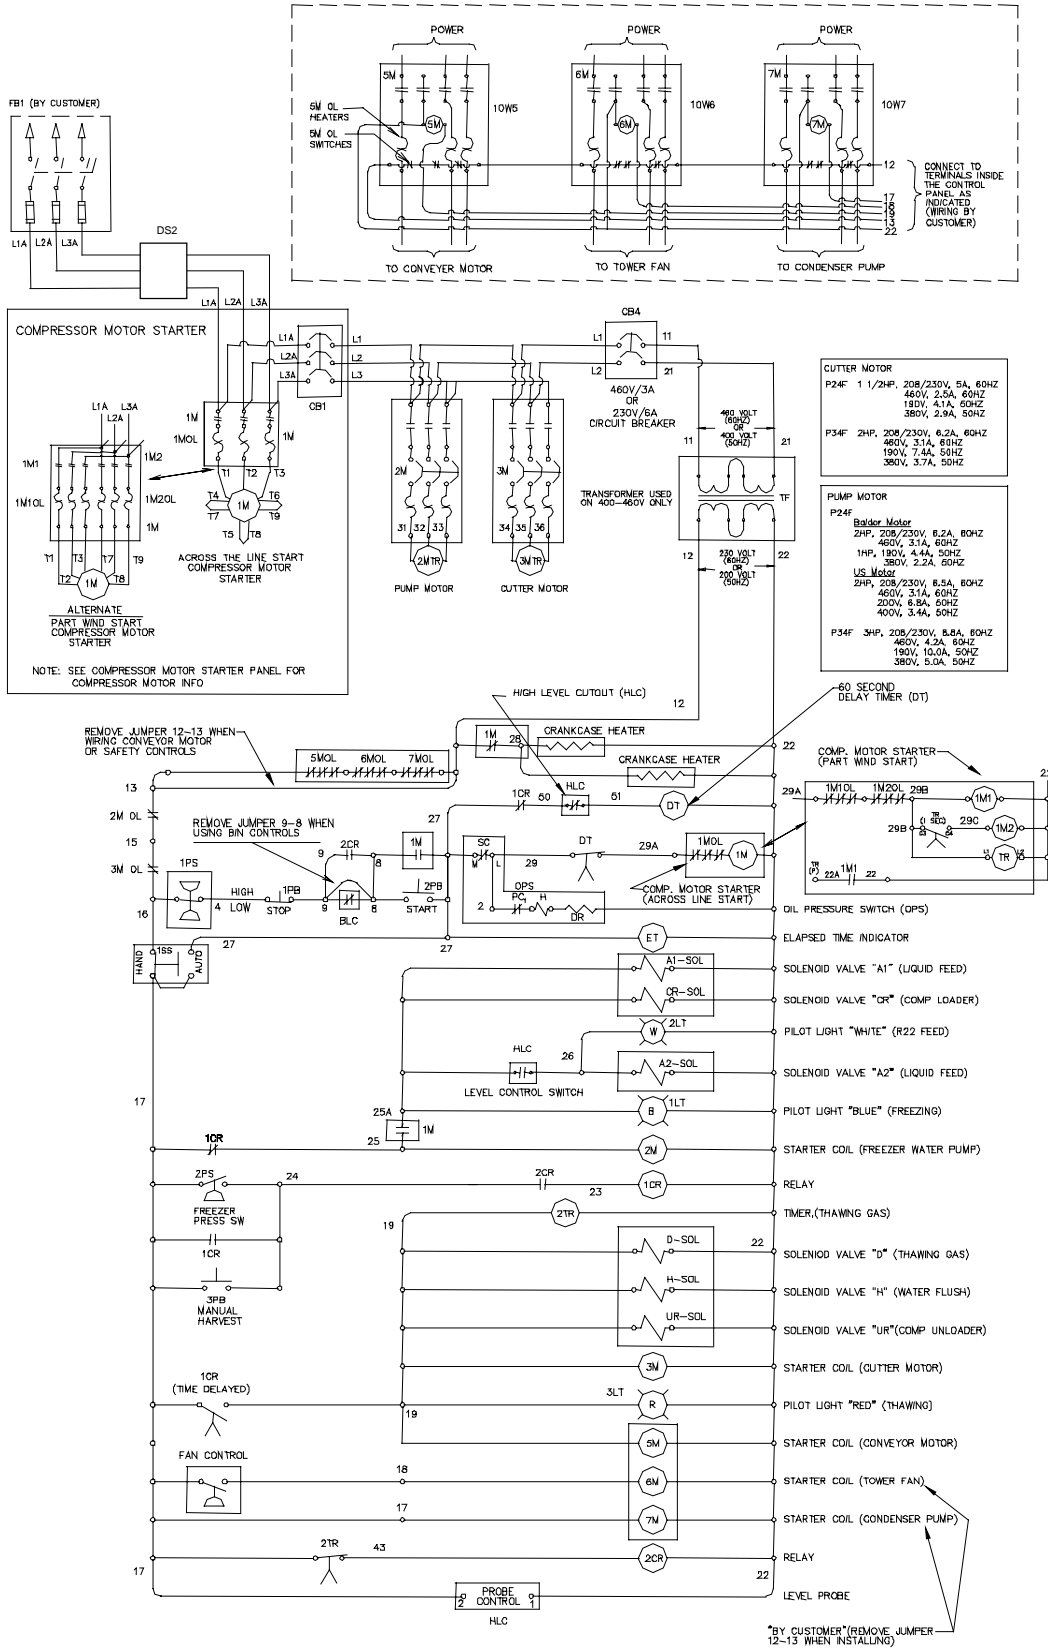 POWER
POWER
POWER
FB1 (BY CUSTOMER)
5M
6M
7M
5M OL
HEATERS
10W5
10W6
10W7
5M
6M
7M
5M OL
SWITCHES
12
17
18
19
13
22
CONNECT TO
TERMINALS INSIDE
THE CONTROL
PANEL AS
INDICATED
(WIRING BY
CUSTOMER)
L1A
L2A
L3A
DS2
TO CONVEYER MOTOR
TO TOWER FAN
TO CONDENSER PUMP
L1A
L2A
L3A
COMPRESSOR MOTOR STARTER
CB4
L1A
L1
L1
11
L2A
L2
L2
21
L3A
L3
CB1
460V/3A
OR
230V/6A
CIRCUIT BREAKER
CUTTER MOTOR
P24F 1 1/2HP, 208/230V, 5A, 60HZ
460V, 2.5A, 60HZ
190V, 4.1A, 50HZ
380V, 2.9A, 50HZ
P34F 2HP, 208/230V, 6.2A, 60HZ
460V, 3.1A, 60HZ
190V, 7.4A, 50HZ
380V, 3.7A, 50HZ
L1A
L3A
L2A
1M
1MOL
1M
460 VOLT
(60HZ)
OR
400 VOLT
(50HZ)
11
21
1M1
1M2
T1
T2
T3
2M
3M
1M1OL
1M2OL
T4
T6
T7
T9
1M
T5
T8
TRANSFORMER USED
ON 400-460V ONLY
TF
1M
31
32
33
34
35
36
PUMP MOTOR
P24F
Baldor Motor
2HP, 208/230V, 6.2A, 60HZ
460V, 3.1A, 60HZ
1HP, 190V, 4.4A, 50HZ
380V, 2.2A, 50HZ
US Motor
2HP, 208/230V, 6.5A, 60HZ
460V, 3.1A, 60HZ
200V, 6.8A, 50HZ
400V, 3.4A, 50HZ
P34F 3HP, 208/230V, 8.8A, 60HZ
460V, 4.2A, 60HZ
190V, 10.0A, 50HZ
380V, 5.0A, 50HZ
T1
T3
T7
T9
T2
T8
1M
ACROSS THE LINE START
COMPRESSOR MOTOR
STARTER
2MTR
3MTR
12
22
230 VOLT
(60HZ)
OR
200 VOLT
(50HZ)
PUMP MOTOR
CUTTER MOTOR
ALTERNATE
PART WIND START
COMPRESSOR MOTOR
STARTER
NOTE: SEE COMPRESSOR MOTOR STARTER PANEL FOR
COMPRESSOR MOTOR INFO
HIGH LEVEL CUTOUT (HLC)
60 SECOND
DELAY TIMER (DT)
12
REMOVE JUMPER 12-13 WHEN
WIRING CONVEYOR MOTOR
OR SAFETY CONTROLS
1M
28
CRANKCASE HEATER
22
5MOL
6MOL
7MOL
CRANKCASE HEATER
COMP. MOTOR STARTER
(PART WIND START)
13
1CR
50
HLC
51
DT
29A
1M1OL
1M2OL
29B
1M1
2M OL
REMOVE JUMPER 9-8 WHEN
USING BIN CONTROLS
27
TR
(1 SEC)
29C
29B
1M2
15
9
2CR
8
1M
SC
M
L
29
DT
29A
1MOL
1M
TR
L1
L2
3M OL
1PS
TR
(P)
22A
1M1
22
16
HIGH
LOW
4
1PB
STOP
9
BLC
8
2PB
START
OPS
PC1
H
2
DR
COMP. MOTOR STARTER
(ACROSS LINE START)
OIL PRESSURE SWITCH (OPS)
27
27
ET
ELAPSED TIME INDICATOR
HAND
1SS
AUTO
A1-SOL
SOLENOID VALVE "A1" (LIQUID FEED)
CR-SOL
SOLENOID VALVE "CR" (COMP LOADER)
W
2LT
PILOT LIGHT "WHITE" (R22 FEED)
HLC
26
A2-SOL
SOLENOID VALVE "A2" (LIQUID FEED)
LEVEL CONTROL SWITCH
17
25A
B
1LT
PILOT LIGHT "BLUE" (FREEZING)
1M
1CR
25
2M
STARTER COIL (FREEZER WATER PUMP)
2PS
24
2CR
23
1CR
RELAY
FREEZER
PRESS SW
19
2TR
TIMER,(THAWING GAS)
1CR
D-SOL
22
SOLENIOD VALVE "D" (THAWING GAS)
H-SOL
SOLENOID VALVE "H" (WATER FLUSH)
3PB
MANUAL
HARVEST
UR-SOL
SOLENOID VALVE "UR"(COMP UNLOADER)
3M
STARTER COIL (CUTTER MOTOR)
1CR
(TIME DELAYED)
3LT
R
PILOT LIGHT "RED" (THAWING)
19
5M
STARTER COIL (CONVEYOR MOTOR)
FAN CONTROL
18
6M
STARTER COIL (TOWER FAN)
17
7M
STARTER COIL (CONDENSER PUMP)
17
2TR
43
2CR
RELAY
22
2
PROBE
CONTROL
1
LEVEL PROBE
HLC
"BY CUSTOMER"(REMOVE JUMPER
12-13 WHEN INSTALLING)